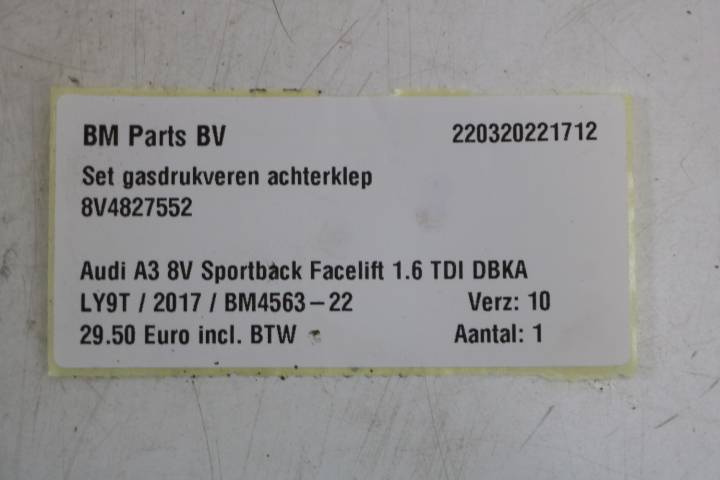 BM Parts BV 220320221712
Set gasdrukveren achterklep
8V4827552
Audi A3 8V Sportback Facelift 1.6 TDI DBKA
LY9T / 2017 / BM4563-22 Verz: 10
29.50 Euro incl. BTW Aantal: 1